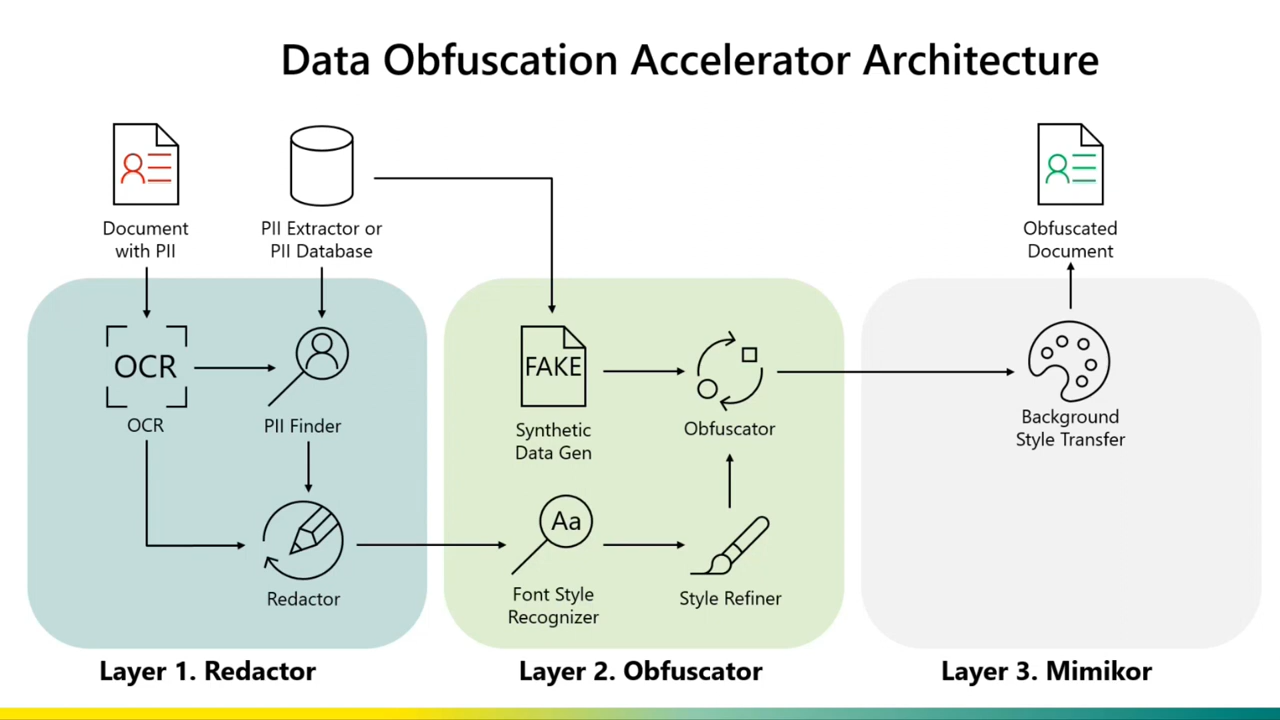 Data Obfuscation Accelerator Architecture
Document
with PII
PII Extractor or
PII Database
Obfuscated
Document
OCR
OCR
PII Finder
Redactor
FAKE
Synthetic
Data Gen
Obfuscator
Aa
Font Style
Recognizer
Style Refiner
Background
Style Transfer
Layer 1. Redactor
Layer 2. Obfuscator
Layer 3. Mimikor